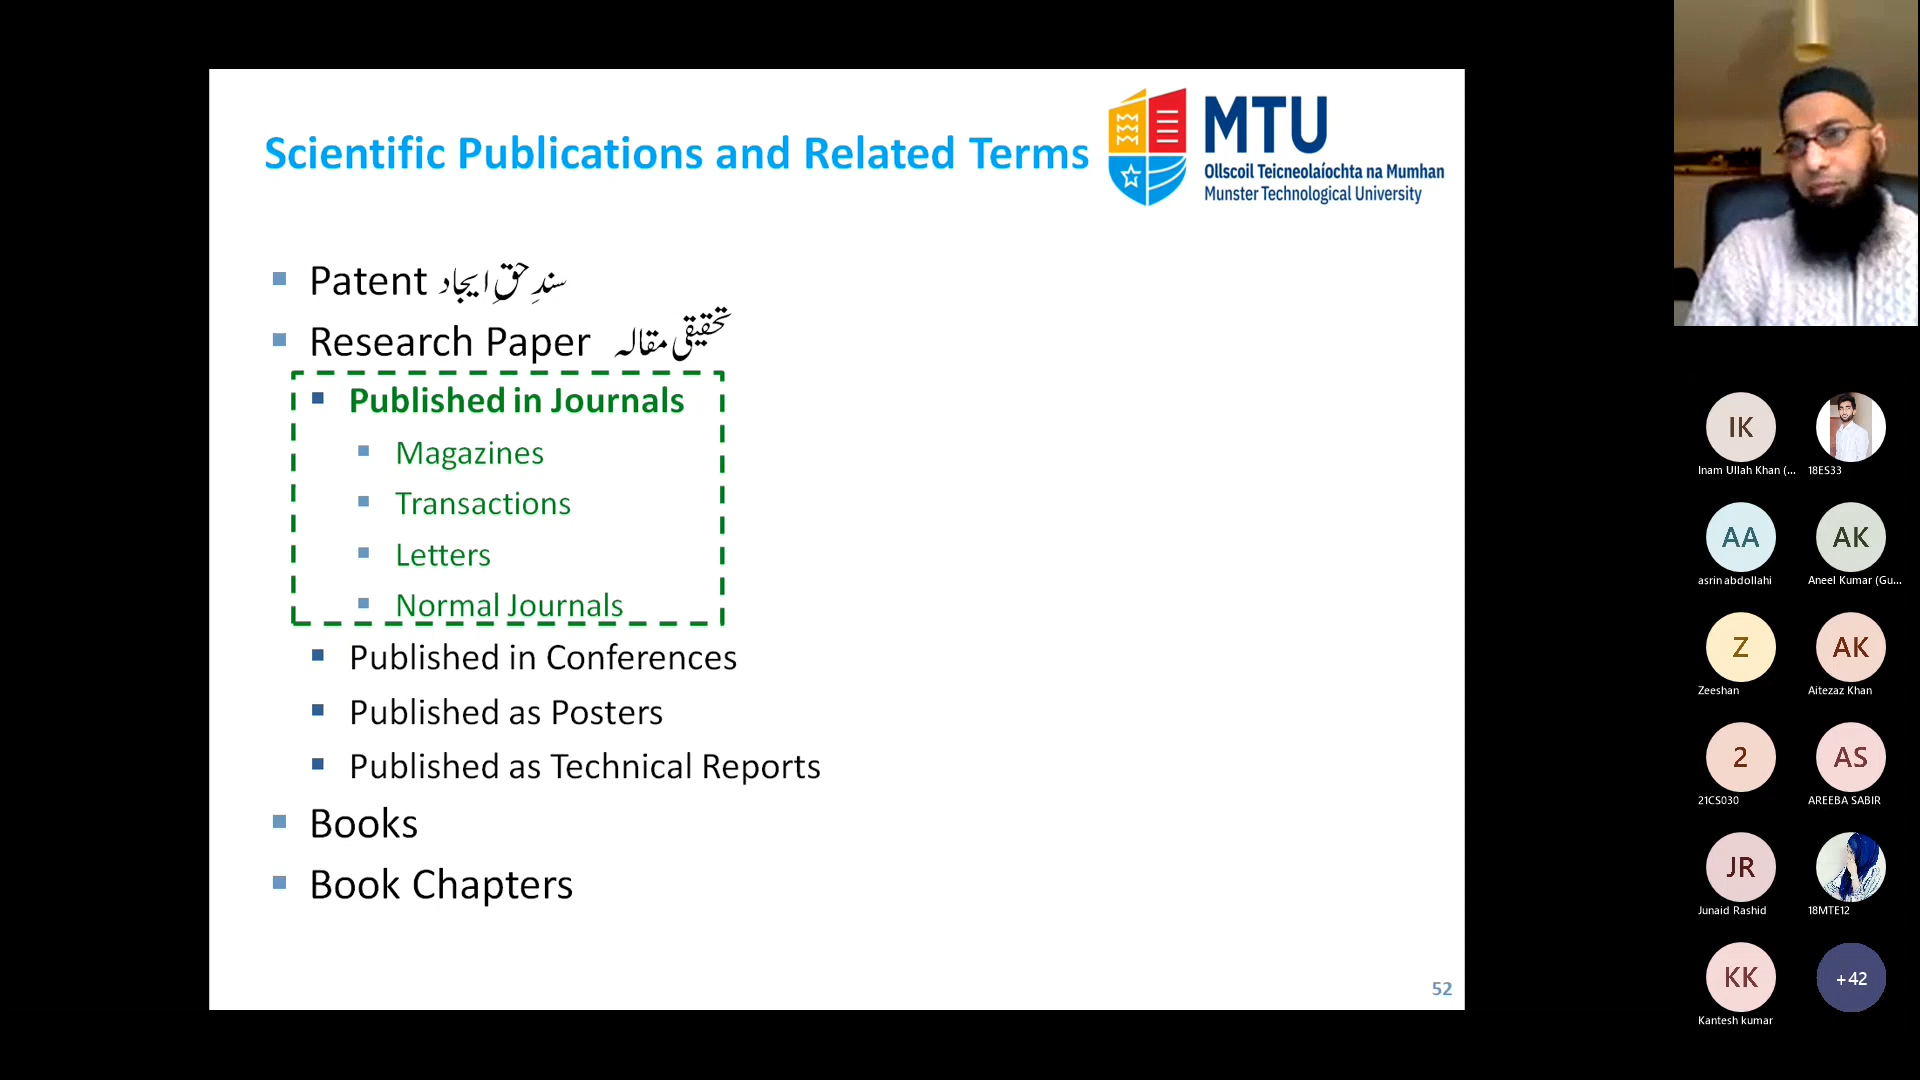 Scientific Publications and Related Terms
MTU
Ollscoil Teicneolaíochta na Mumhan
Munster Technological University
Patent سندِ حقِ ایجاد
Research Paper تحقیقی مقالہ
Published in Journals
Magazines
Transactions
Letters
Normal Journals
Published in Conferences
Published as Posters
Published as Technical Reports
Books
Book Chapters
52
IK
Inam Ullah Khan (...
18ES33
AA
asrin abdollahi
AK
Aneel Kumar (Gu...
Z
Zeeshan
AK
Aitezaz Khan
2
21CS030
AS
AREEBA SABIR
JR
Junaid Rashid
18MTE12
KK
Kantesh kumar
+42